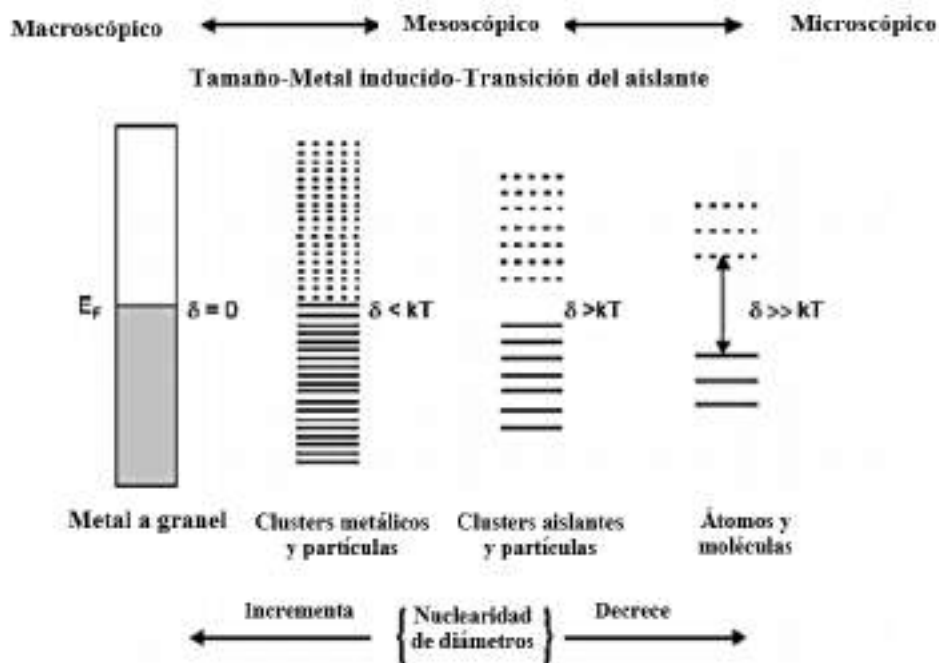 Macroscópico Mesoscópico Microscópico
Tamaño-Metal inducido-Transición del aislante
E_F δ = 0 δ < kT δ >kT δ >> kT
Metal a granel Clusters metálicos Clusters aislantes Átomos y
y partículas y partículas moléculas
Incrementa { Nuclearidad } Decrece
de diámetros